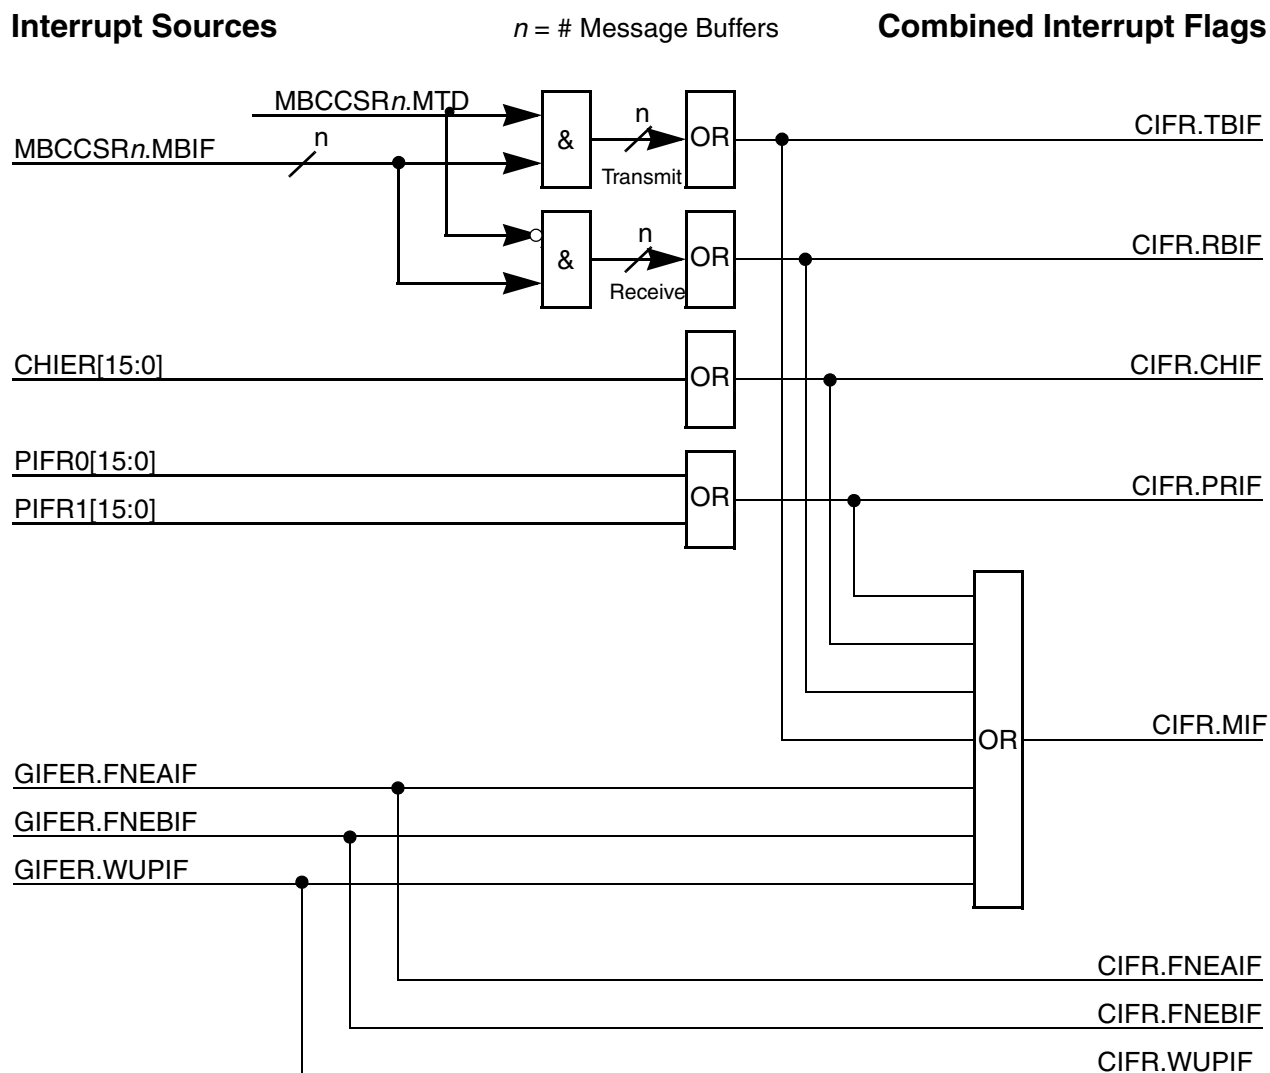 Interrupt Sources
n = # Message Buffers
Combined Interrupt Flags
MBCCSRn.MTD
MBCCSRn.MBIF
n
&
n
Transmit
OR
CIFR.TBIF
&
n
Receive
OR
CIFR.RBIF
CHIER[15:0]
OR
CIFR.CHIF
PIFR0[15:0]
PIFR1[15:0]
OR
CIFR.PRIF
OR
CIFR.MIF
GIFER.FNEAIF
GIFER.FNEBIF
GIFER.WUPIF
CIFR.FNEAIF
CIFR.FNEBIF
CIFR.WUPIF